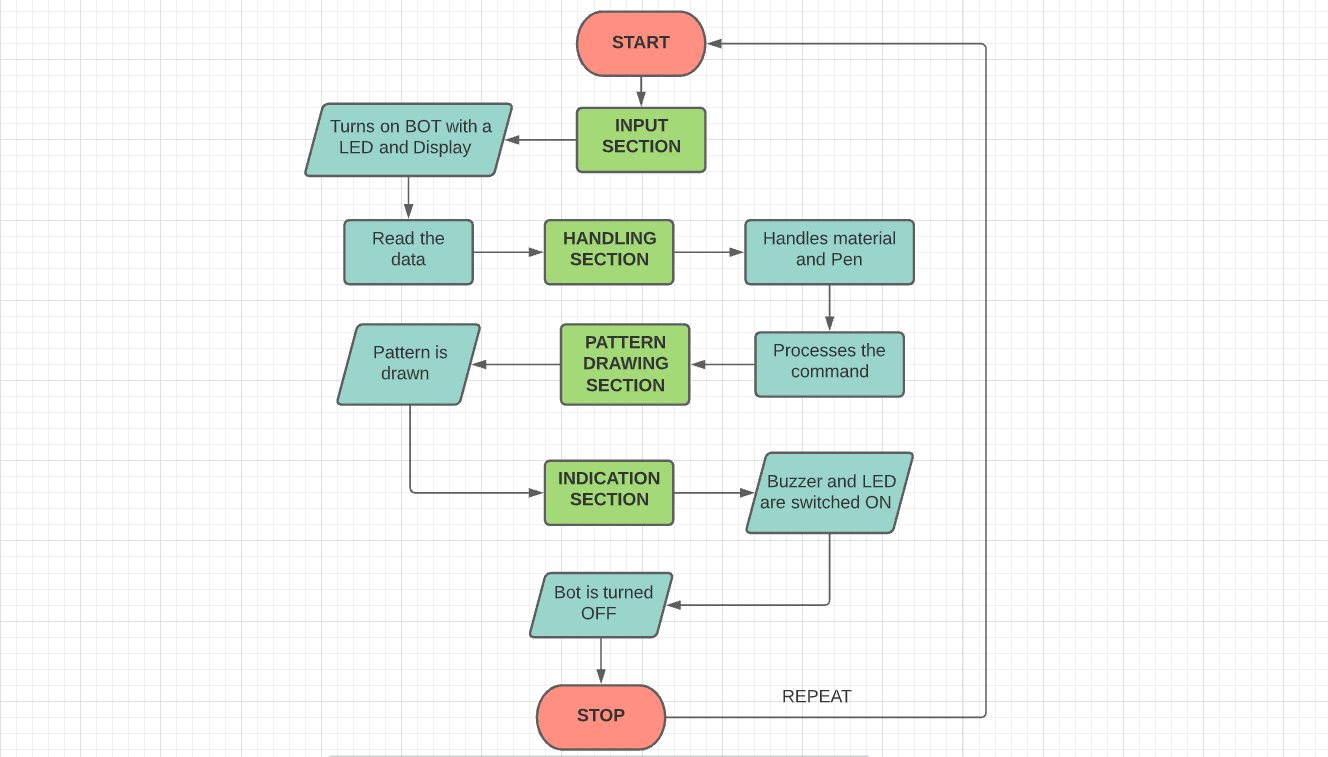 START
INPUT
SECTION
Turns on BOT with a
LED and Display
Read the
data
HANDLING
SECTION
Handles material
and Pen
Processes the
command
PATTERN
DRAWING
SECTION
Pattern is
drawn
INDICATION
SECTION
Buzzer and LED
are switched ON
Bot is turned
OFF
STOP
REPEAT